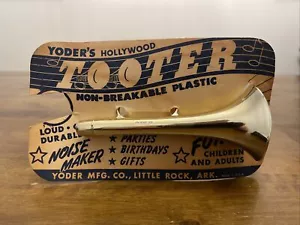 YODER'S HOLLYWOOD
TOOTER
NON-BREAKABLE PLASTIC
LOUD
DURABLE
NOISE
MAKER
★ PARTIES
★ BIRTHDAYS
★ GIFTS
FUN
CHILDREN
AND ADULTS
YODER MFG. CO., LITTLE ROCK, ARK.